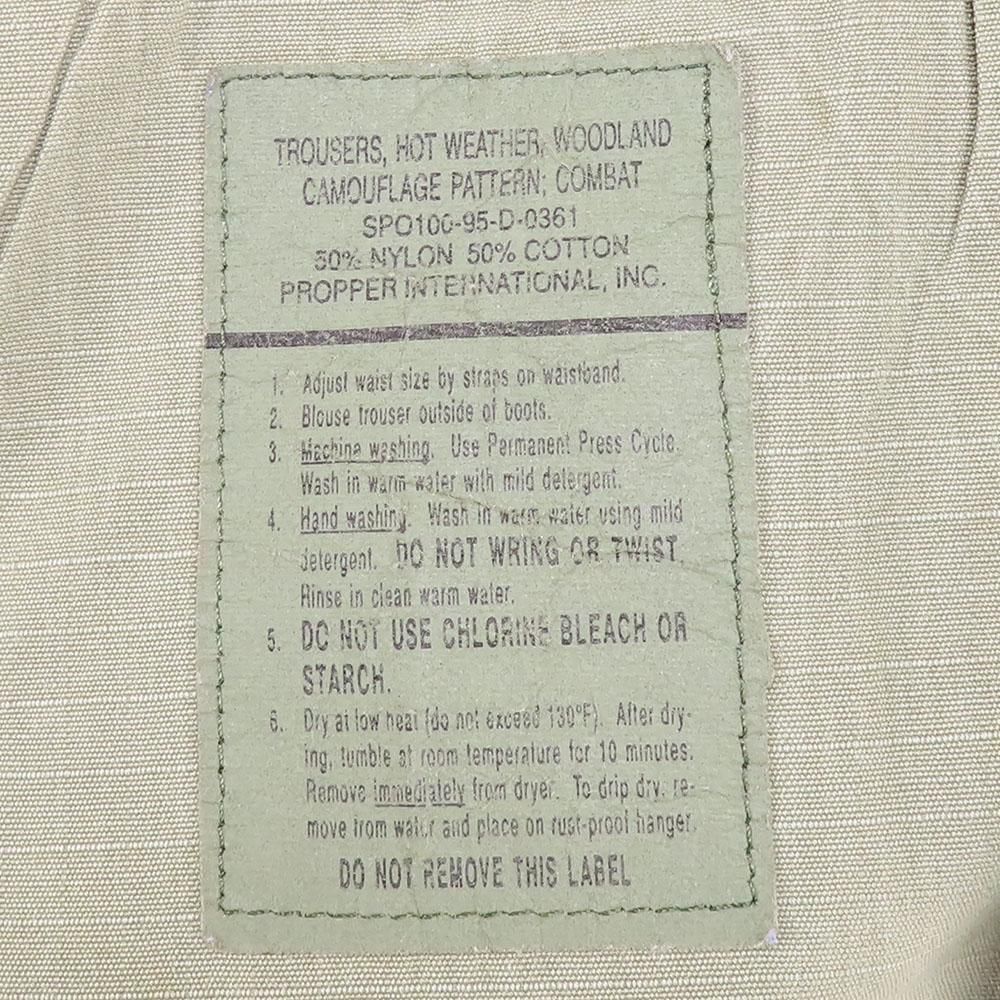 TROUSERS, HOT WEATHER, WOODLAND
CAMOUFLAGE PATTERN; COMBAT
SPO100-95-D-0361
50% NYLON 50% COTTON
PROPPER INTERNATIONAL, INC.
1. Adjust waist size by straps on waistband.
2. Blouse trouser outside of boots.
3. Machine washing. Use Permanent Press Cycle.
Wash in warm water with mild detergent.
4. Hand washing. Wash in warm water using mild
detergent. DO NOT WRING OR TWIST.
Rinse in clean warm water.
5. DO NOT USE CHLORINE BLEACH OR
STARCH.
6. Dry at low heat (do not exceed 130°F). After dry-
ing, tumble at room temperature for 10 minutes.
Remove immediately from dryer. To drip dry, re-
move from water and place on rust-proof hanger.
DO NOT REMOVE THIS LABEL